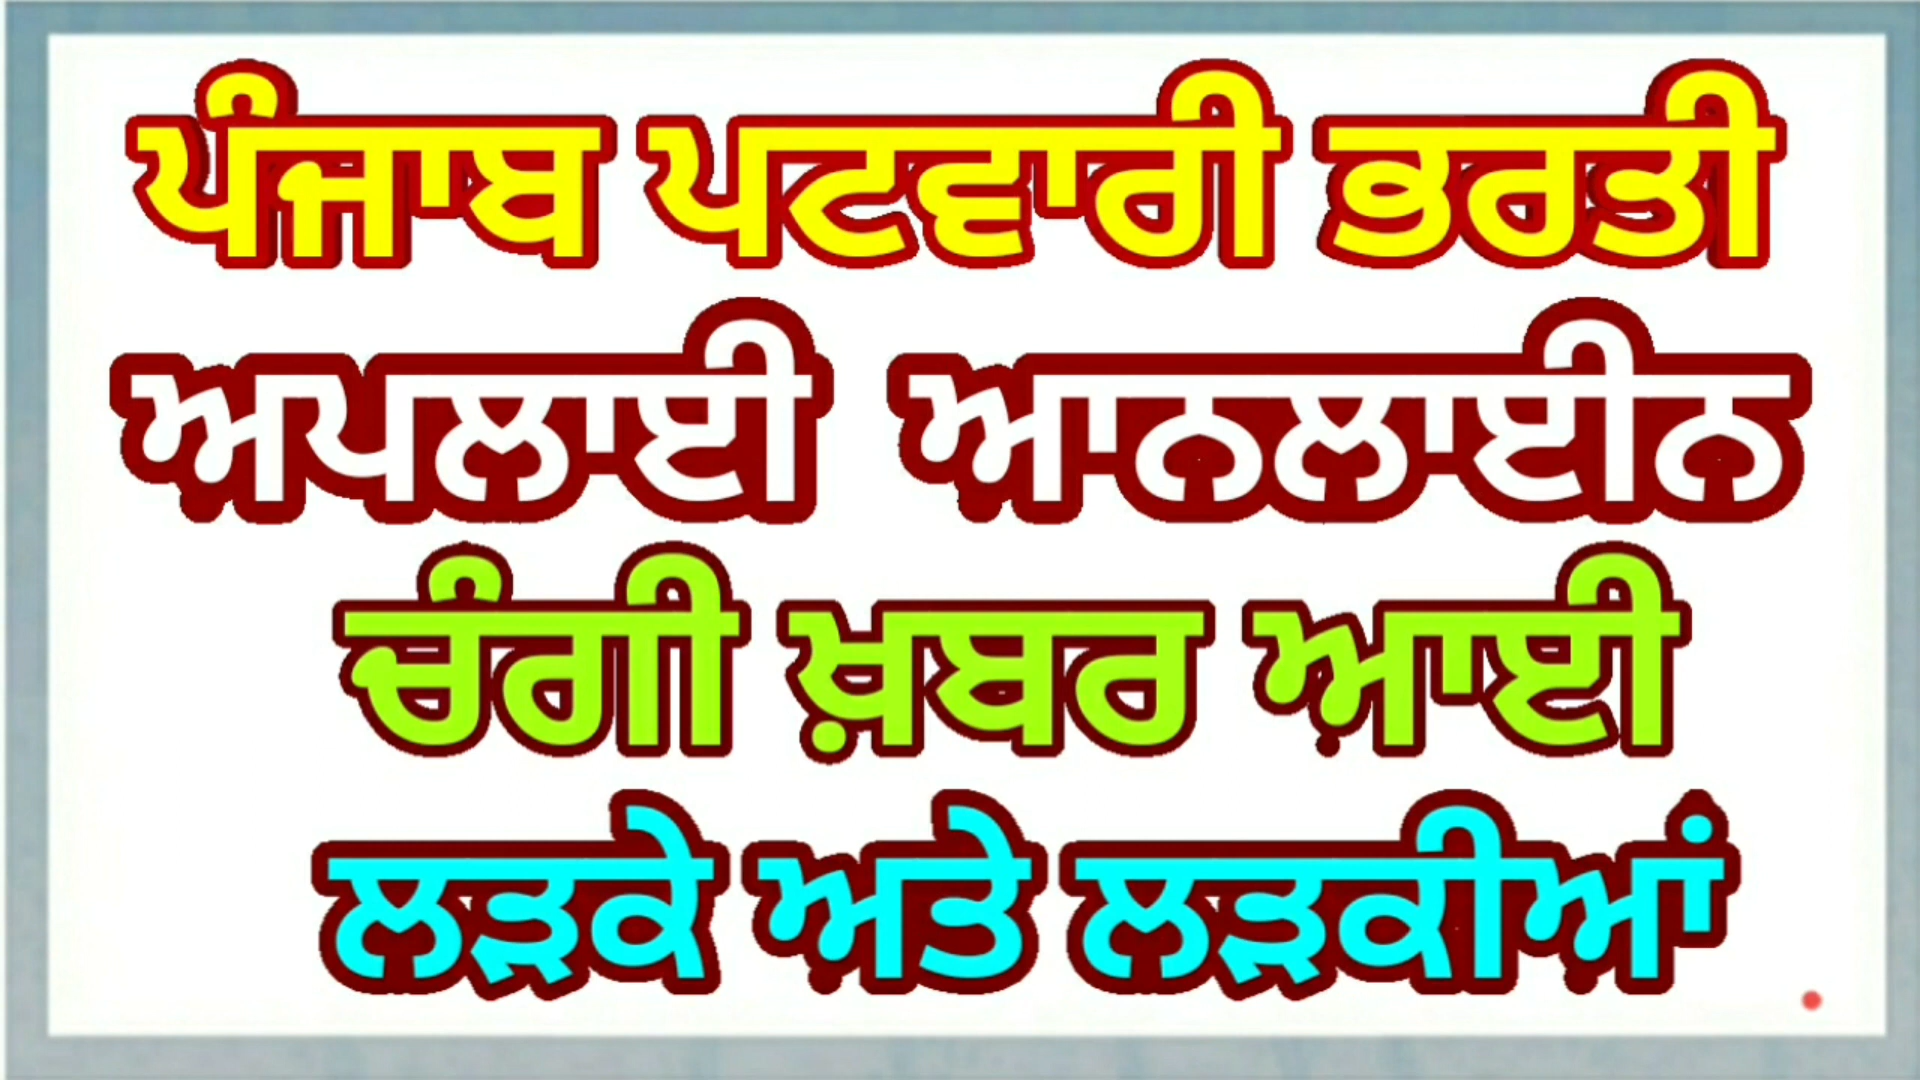 ਪੰਜਾਬ ਪਟਵਾਰੀ ਭਰਤੀ
ਅਪਲਾਈ ਆਨਲਾਈਨ
ਚੰਗੀ ਖ਼ਬਰ ਆਈ
ਲੜਕੇ ਅਤੇ ਲੜਕੀਆਂ